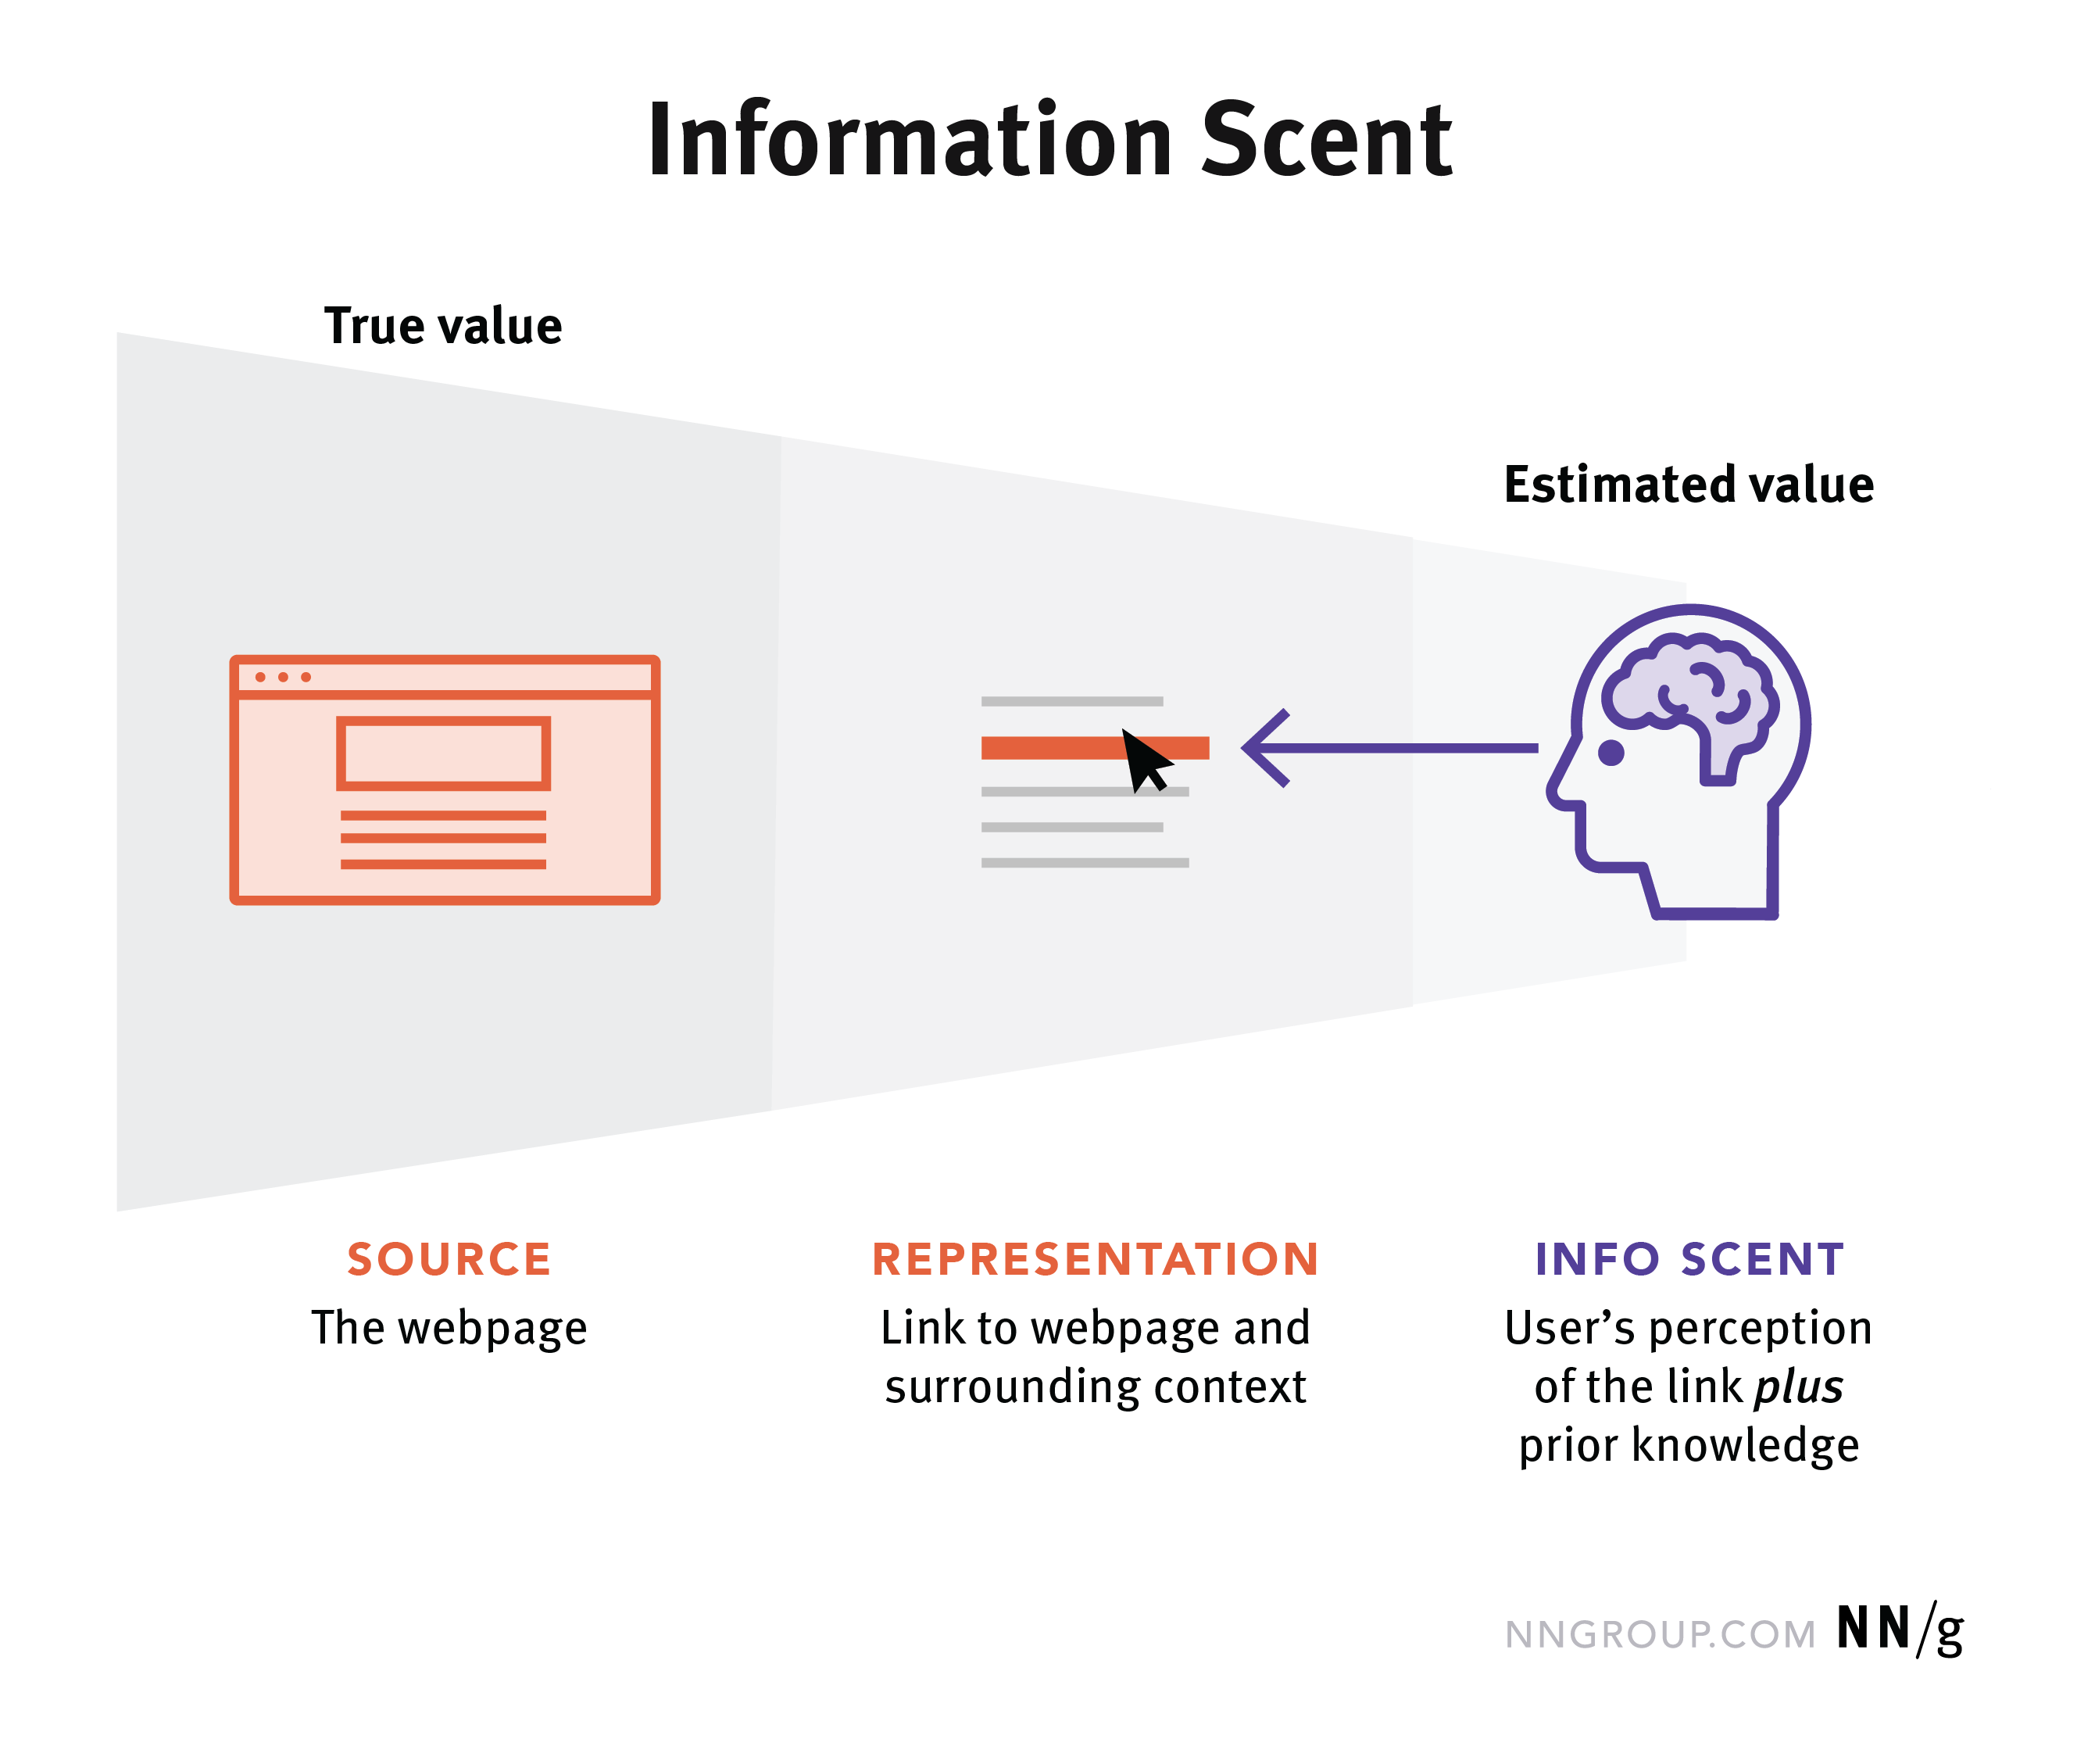 Information Scent
True value
Estimated value
SOURCE
The webpage
REPRESENTATION
Link to webpage and
surrounding context
INFO SCENT
User’s perception
of the link plus
prior knowledge
NNGROUP.COM NN/g